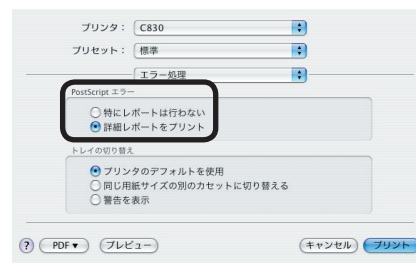 プリンタ： C830
プリセット： 標準
エラー処理
PostScript エラー
特にレポートは行わない
詳細レポートをプリント
トレイの切り替え
プリンタのデフォルトを使用
同じ用紙サイズの別のカセットに切り替える
警告を表示
? PDF▼ プレビュー キャンセル プリント